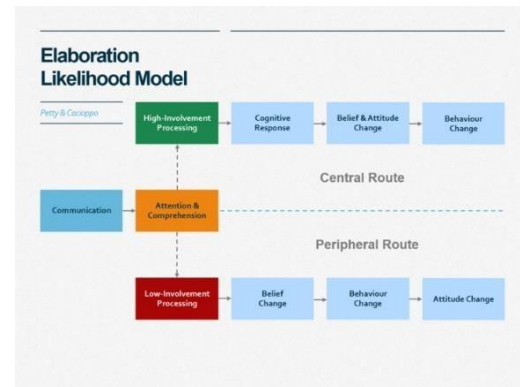 Elaboration
Likelihood Model
Petty & Cacioppo
High-Involvement
Processing
Cognitive
Response
Belief & Attitude
Change
Behaviour
Change
Central Route
Communication
Attention &
Comprehension
Peripheral Route
Low-Involvement
Processing
Belief
Change
Behaviour
Change
Attitude Change